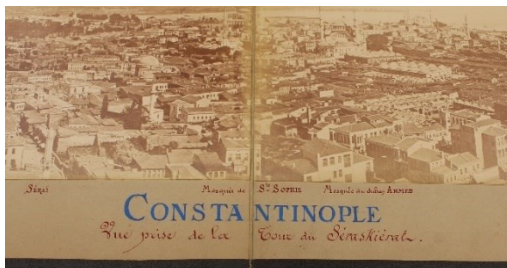 Sérai Mosquée de Ste SOPHIE Mosquée du sultan AHMED
CONSTANTINOPLE
Vue prise de la Tour du Séraskiérat.